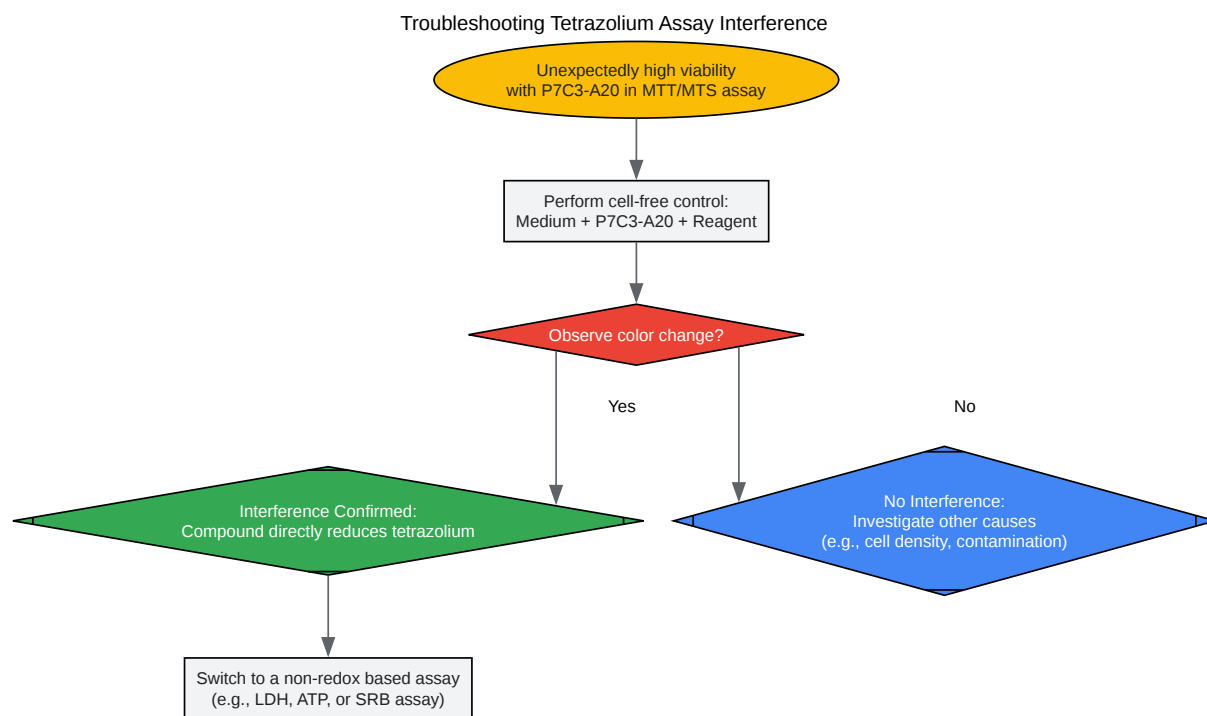 Troubleshooting Tetrazolium Assay Interference
Unexpectedly high viability
with P7C3-A20 in MTT/MTS assay
Perform cell-free control:
Medium + P7C3-A20 + Reagent
Observe color change?
Yes
No
Interference Confirmed:
Compound directly reduces tetrazolium
No Interference:
Investigate other causes
(e.g., cell density, contamination)
Switch to a non-redox based assay
(e.g., LDH, ATP, or SRB assay)